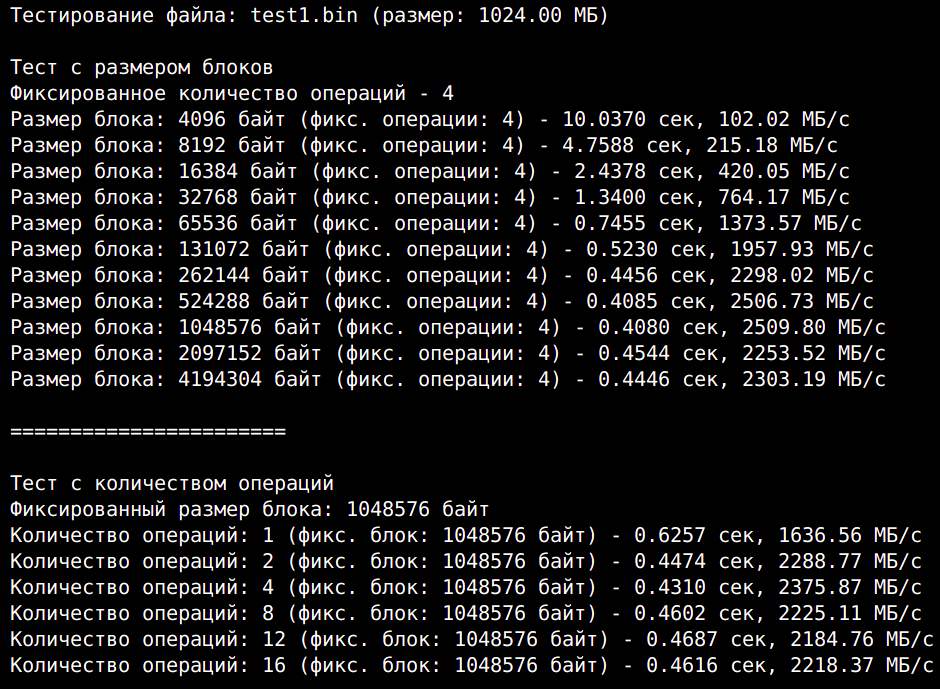 Тестирование файла: test1.bin (размер: 1024.00 МБ)
Тест с размером блоков
Фиксированное количество операций - 4
Размер блока: 4096 байт (фикс. операции: 4) - 10.0370 сек, 102.02 МБ/с
Размер блока: 8192 байт (фикс. операции: 4) - 4.7588 сек, 215.18 МБ/с
Размер блока: 16384 байт (фикс. операции: 4) - 2.4378 сек, 420.05 МБ/с
Размер блока: 32768 байт (фикс. операции: 4) - 1.3400 сек, 764.17 МБ/с
Размер блока: 65536 байт (фикс. операции: 4) - 0.7455 сек, 1373.57 МБ/с
Размер блока: 131072 байт (фикс. операции: 4) - 0.5230 сек, 1957.93 МБ/с
Размер блока: 262144 байт (фикс. операции: 4) - 0.4456 сек, 2298.02 МБ/с
Размер блока: 524288 байт (фикс. операции: 4) - 0.4085 сек, 2506.73 МБ/с
Размер блока: 1048576 байт (фикс. операции: 4) - 0.4080 сек, 2509.80 МБ/с
Размер блока: 2097152 байт (фикс. операции: 4) - 0.4544 сек, 2253.52 МБ/с
Размер блока: 4194304 байт (фикс. операции: 4) - 0.4446 сек, 2303.19 МБ/с
=======================
Тест с количеством операций
Фиксированный размер блока: 1048576 байт
Количество операций: 1 (фикс. блок: 1048576 байт) - 0.6257 сек, 1636.56 МБ/с
Количество операций: 2 (фикс. блок: 1048576 байт) - 0.4474 сек, 2288.77 МБ/с
Количество операций: 4 (фикс. блок: 1048576 байт) - 0.4310 сек, 2375.87 МБ/с
Количество операций: 8 (фикс. блок: 1048576 байт) - 0.4602 сек, 2225.11 МБ/с
Количество операций: 12 (фикс. блок: 1048576 байт) - 0.4687 сек, 2184.76 МБ/с
Количество операций: 16 (фикс. блок: 1048576 байт) - 0.4616 сек, 2218.37 МБ/с